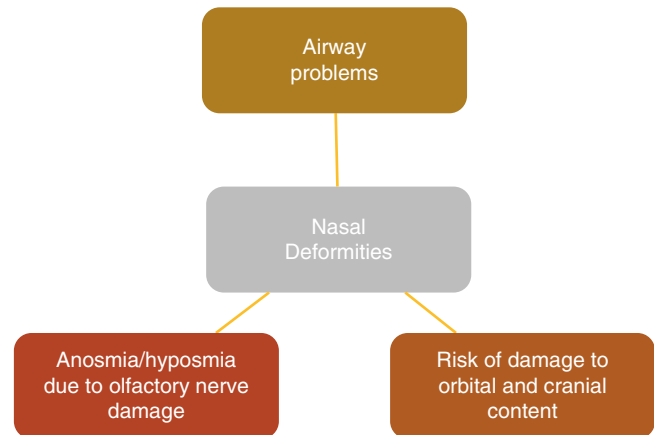 Airway
problems
Nasal
Deformities
Anosmia/hyposmia
due to olfactory nerve
damage
Risk of damage to
orbital and cranial
content